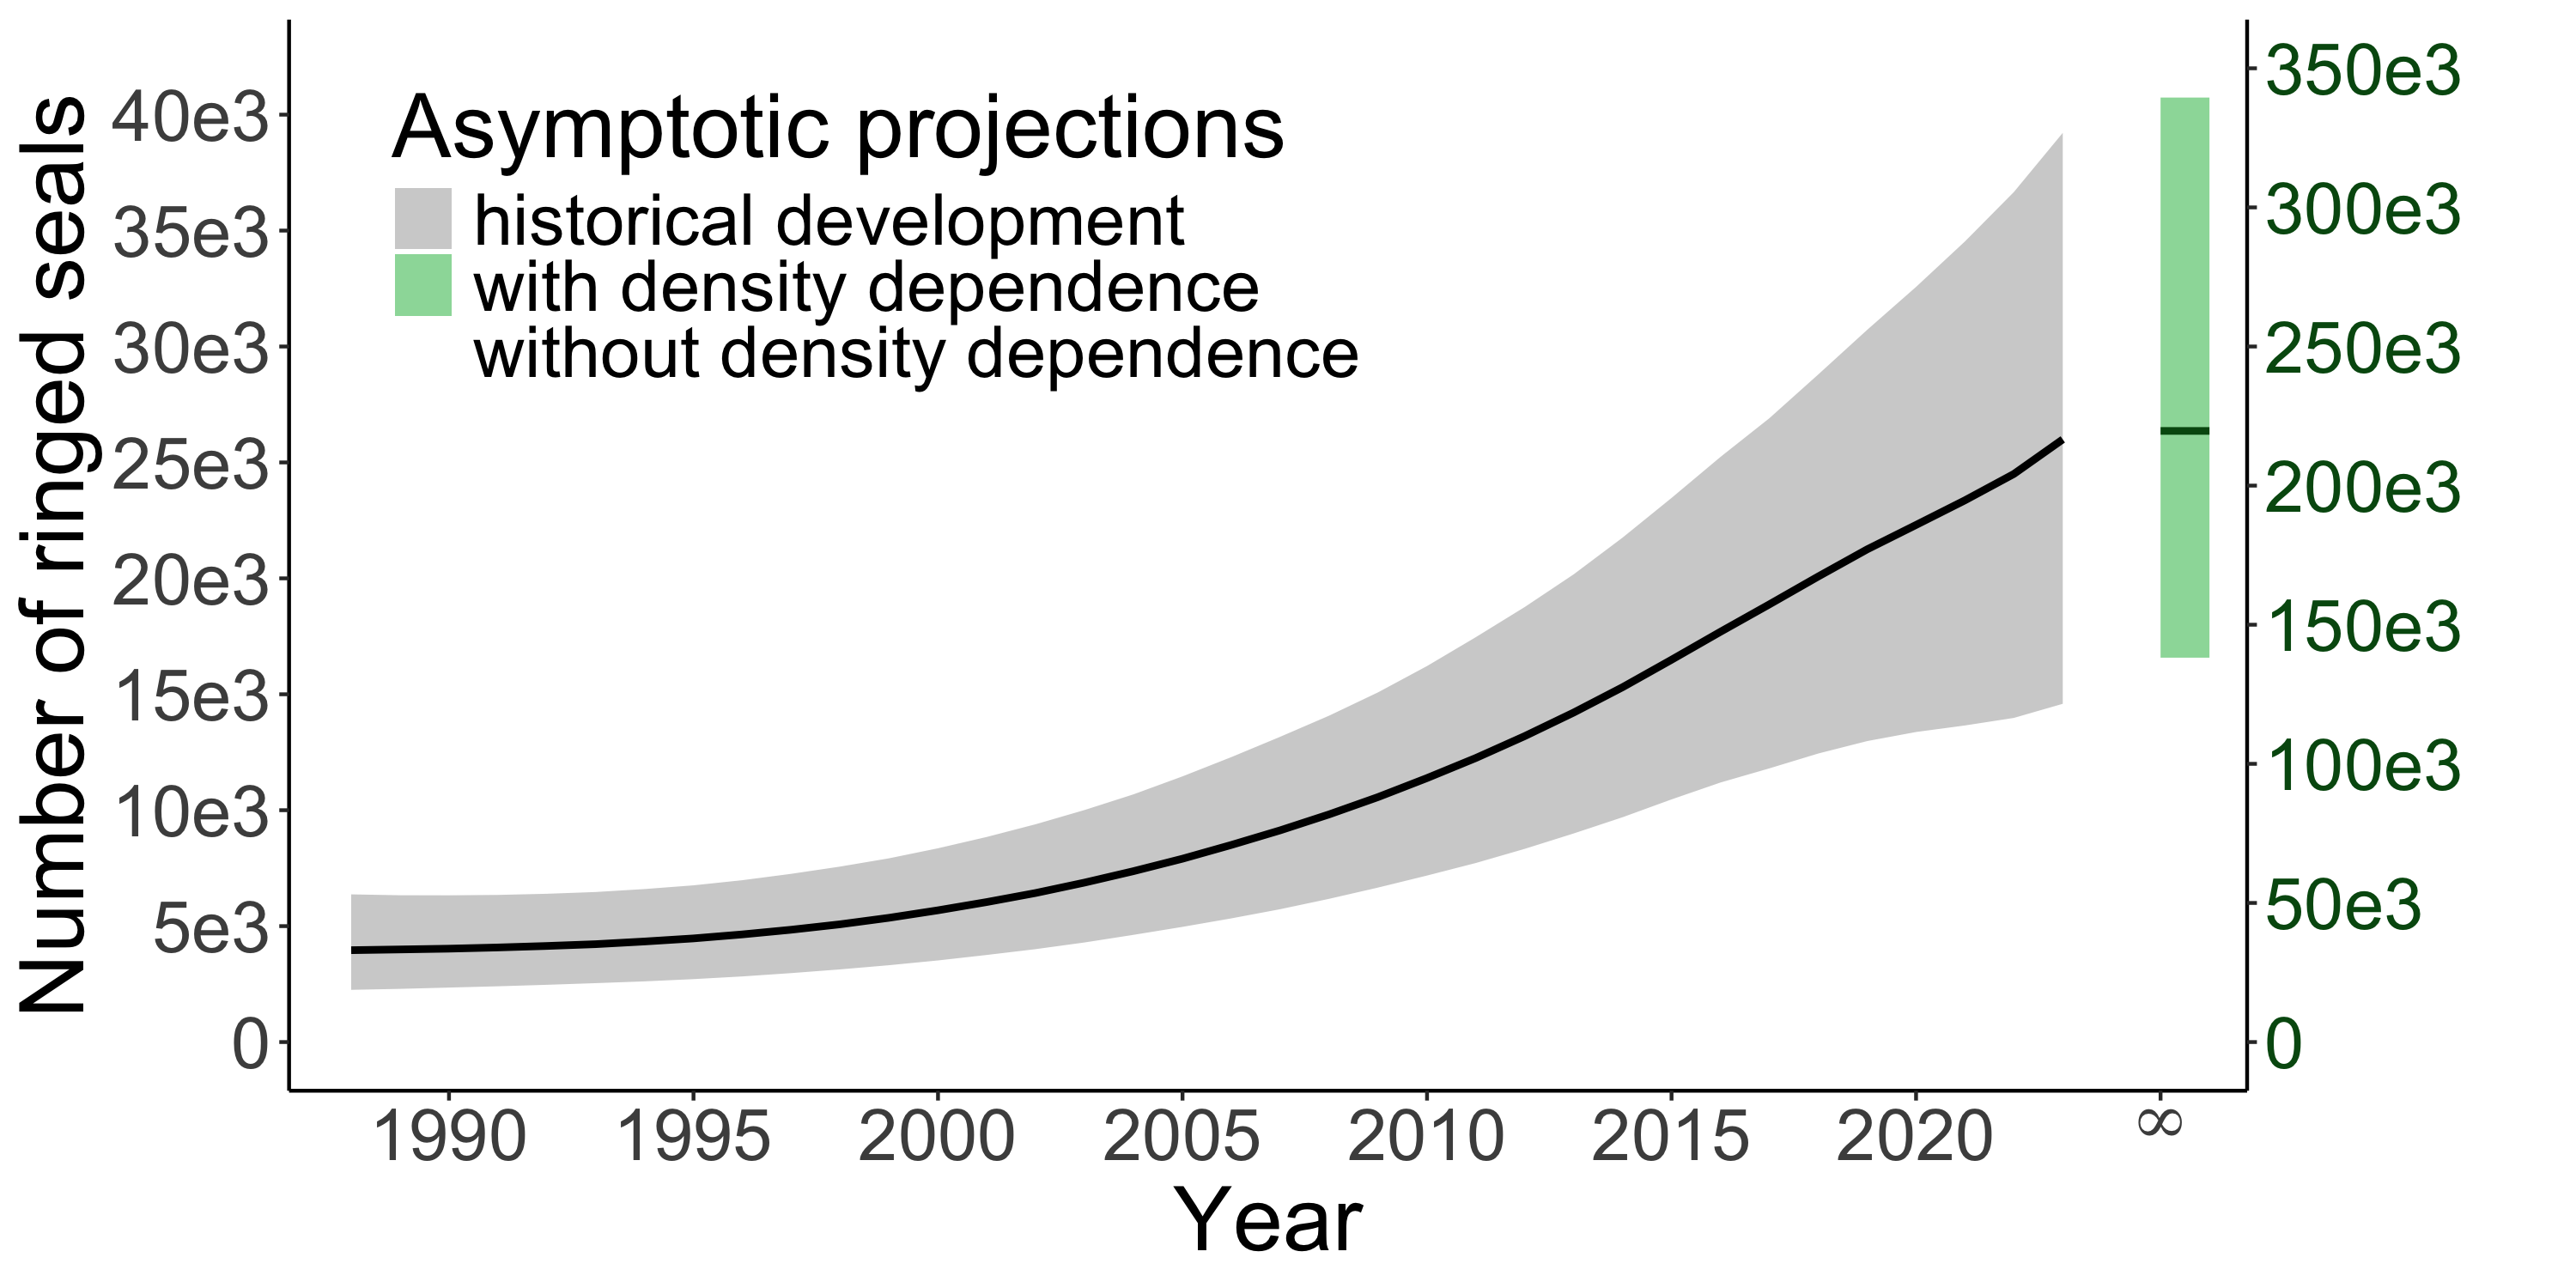 Number of ringed seals
40e3
35e3
30e3
25e3
20e3
15e3
10e3
5e3
0
Asymptotic projections
historical development
with density dependence
without density dependence
350e3
300e3
250e3
200e3
150e3
100e3
50e3
0
1990 1995 2000 2005 2010 2015 2020 ∞
Year